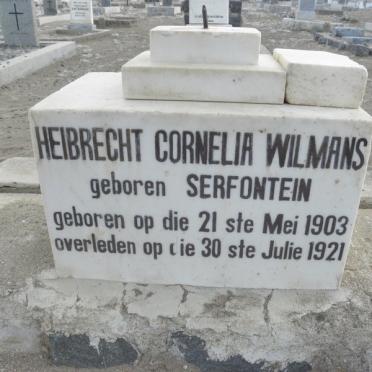 HEIBRECHT CORNELIA WILMANS
geboren SERFONTEIN
geboren op die 21 ste Mei 1903
overleden op die 30 ste Julie 1921